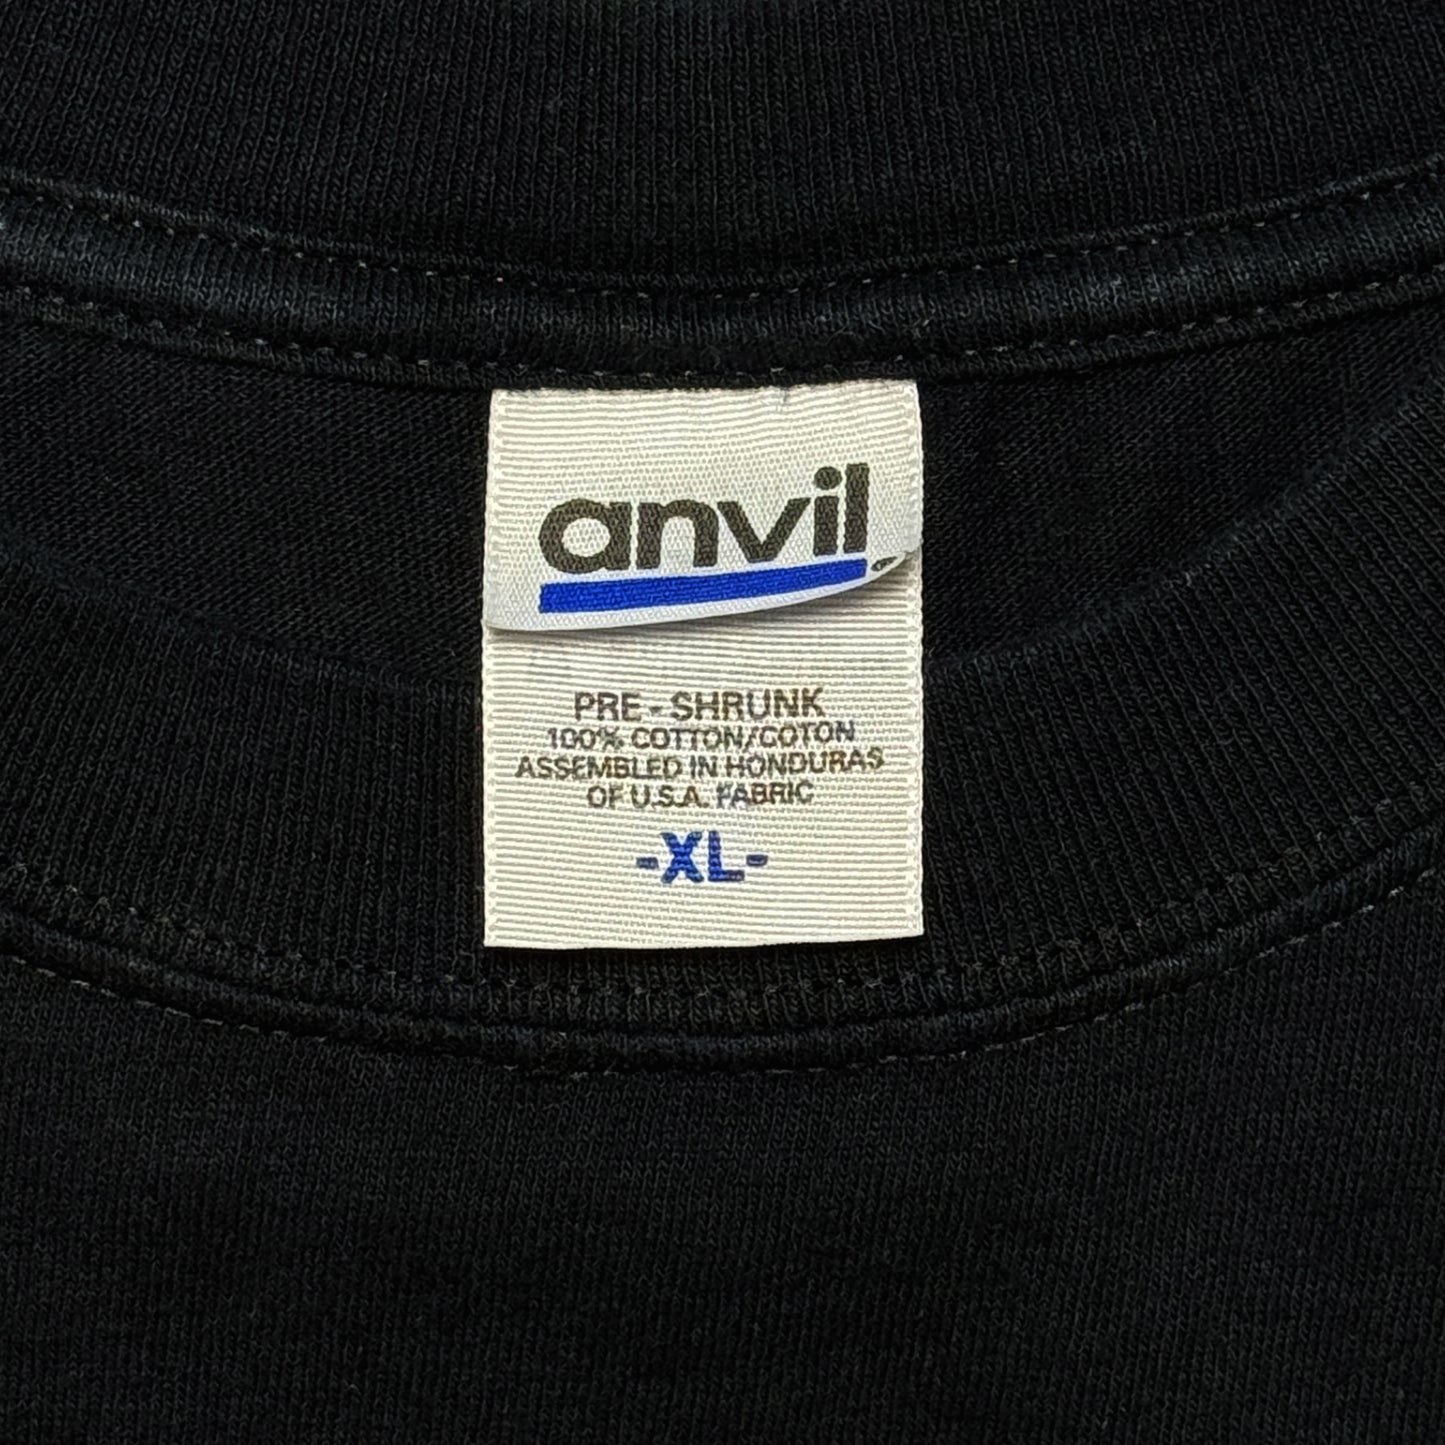 anvil.
PRE-SHRUNK
100% COTTON/COTON
ASSEMBLED IN HONDURAS
OF U.S.A. FABRIC
-XL-